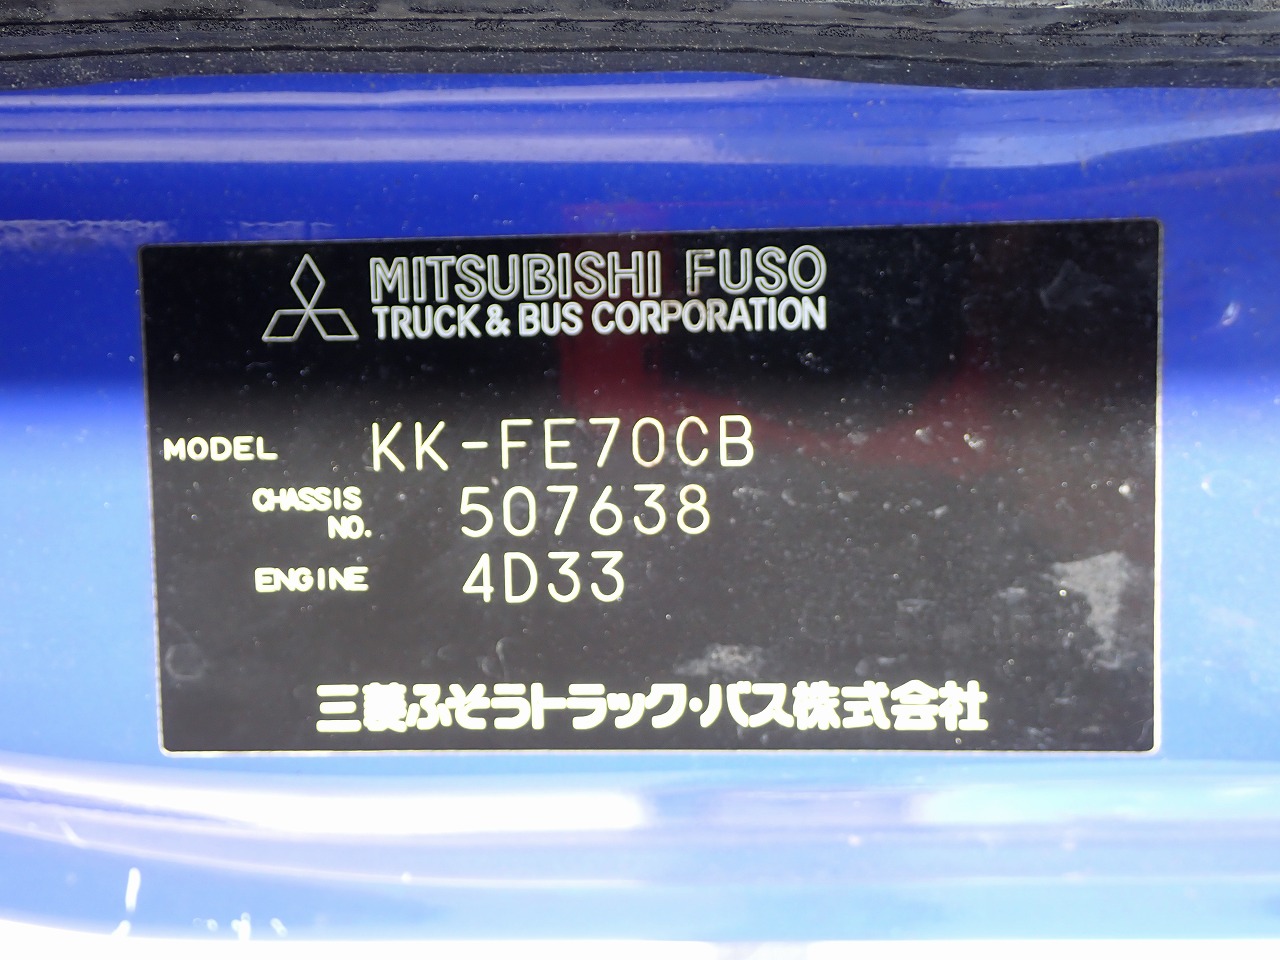 MITSUBISHI FUSO
TRUCK & BUS CORPORATION
MODEL KK-FE70CB
CHASSIS NO. 507638
ENGINE 4D33
三菱ふそうトラック・バス株式会社